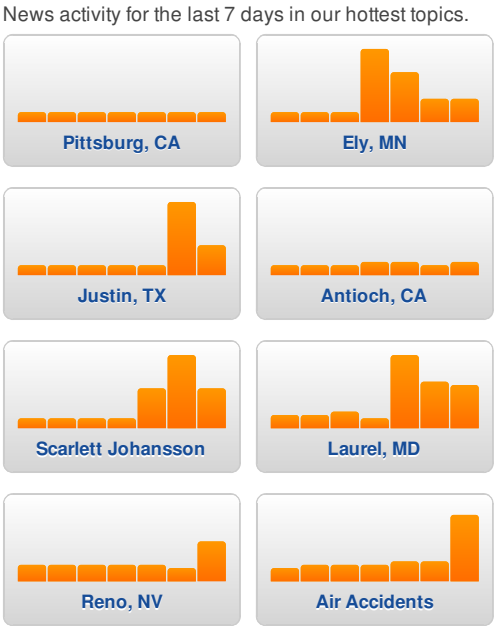 News activity for the last 7 days in our hottest topics.
Pittsburg, CA
Ely, MN
Justin, TX
Antioch, CA
Scarlett Johansson
Laurel, MD
Reno, NV
Air Accidents